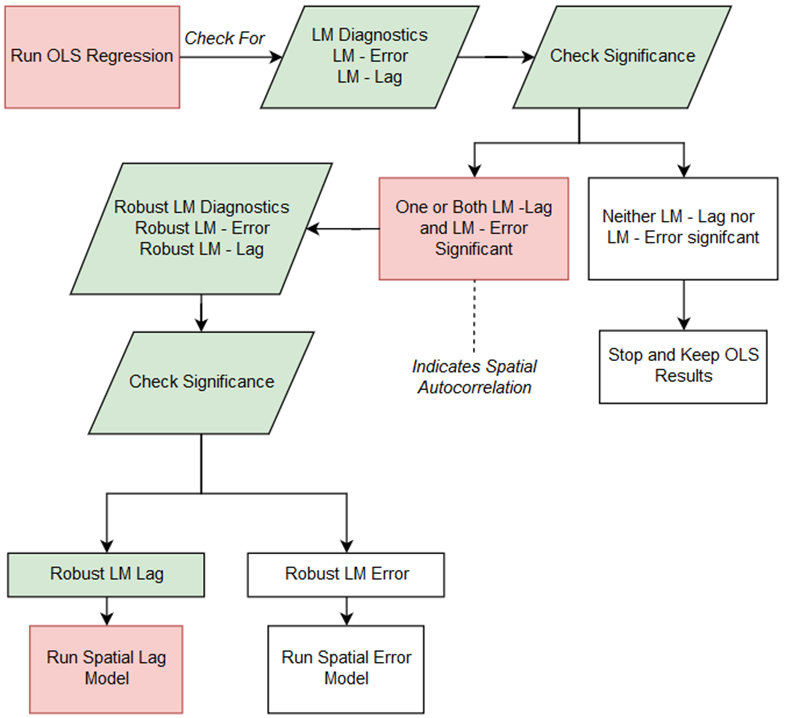 Run OLS Regression
Check For
LM Diagnostics
LM - Error
LM - Lag
Check Significance
One or Both LM -Lag
and LM - Error
Significant
Neither LM - Lag nor
LM - Error signifcant
Robust LM Diagnostics
Robust LM - Error
Robust LM - Lag
Indicates Spatial
Autocorrelation
Stop and Keep OLS
Results
Check Significance
Robust LM Lag
Robust LM Error
Run Spatial Lag
Model
Run Spatial Error
Model